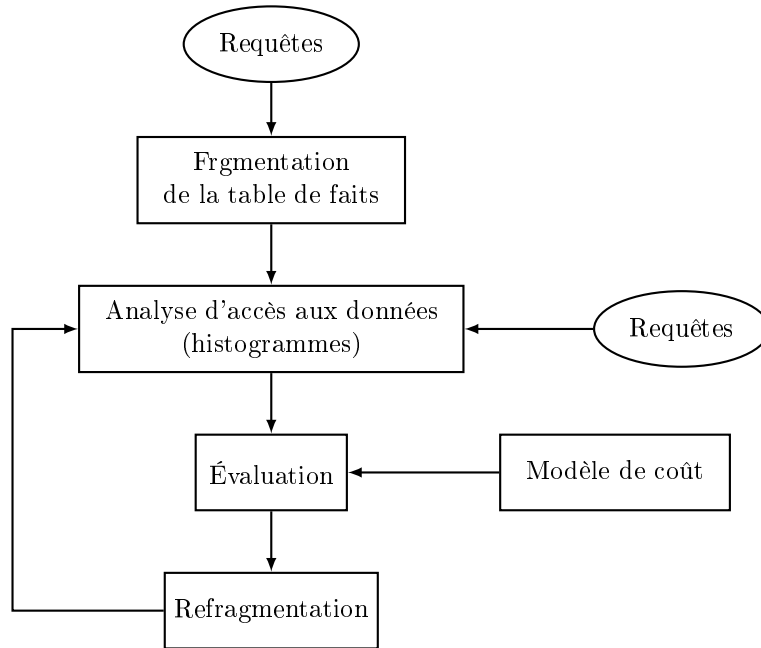 Requêtes
Frgmentation
de la table de faits
Analyse d'accès aux données
(histogrammes)
Requêtes
Évaluation
Modèle de coût
Refragmentation